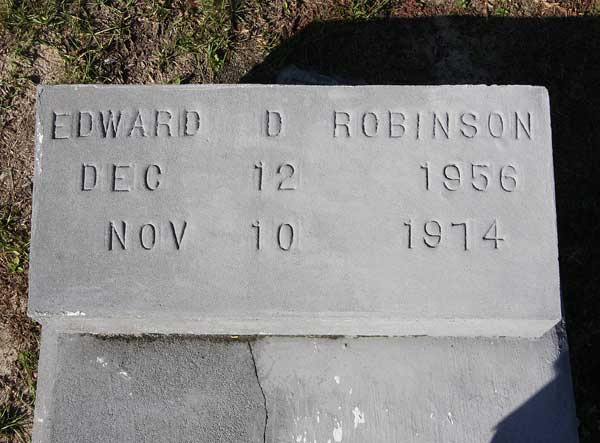 EDWARD D ROBINSON
DEC 12 1956
NOV 10 1974